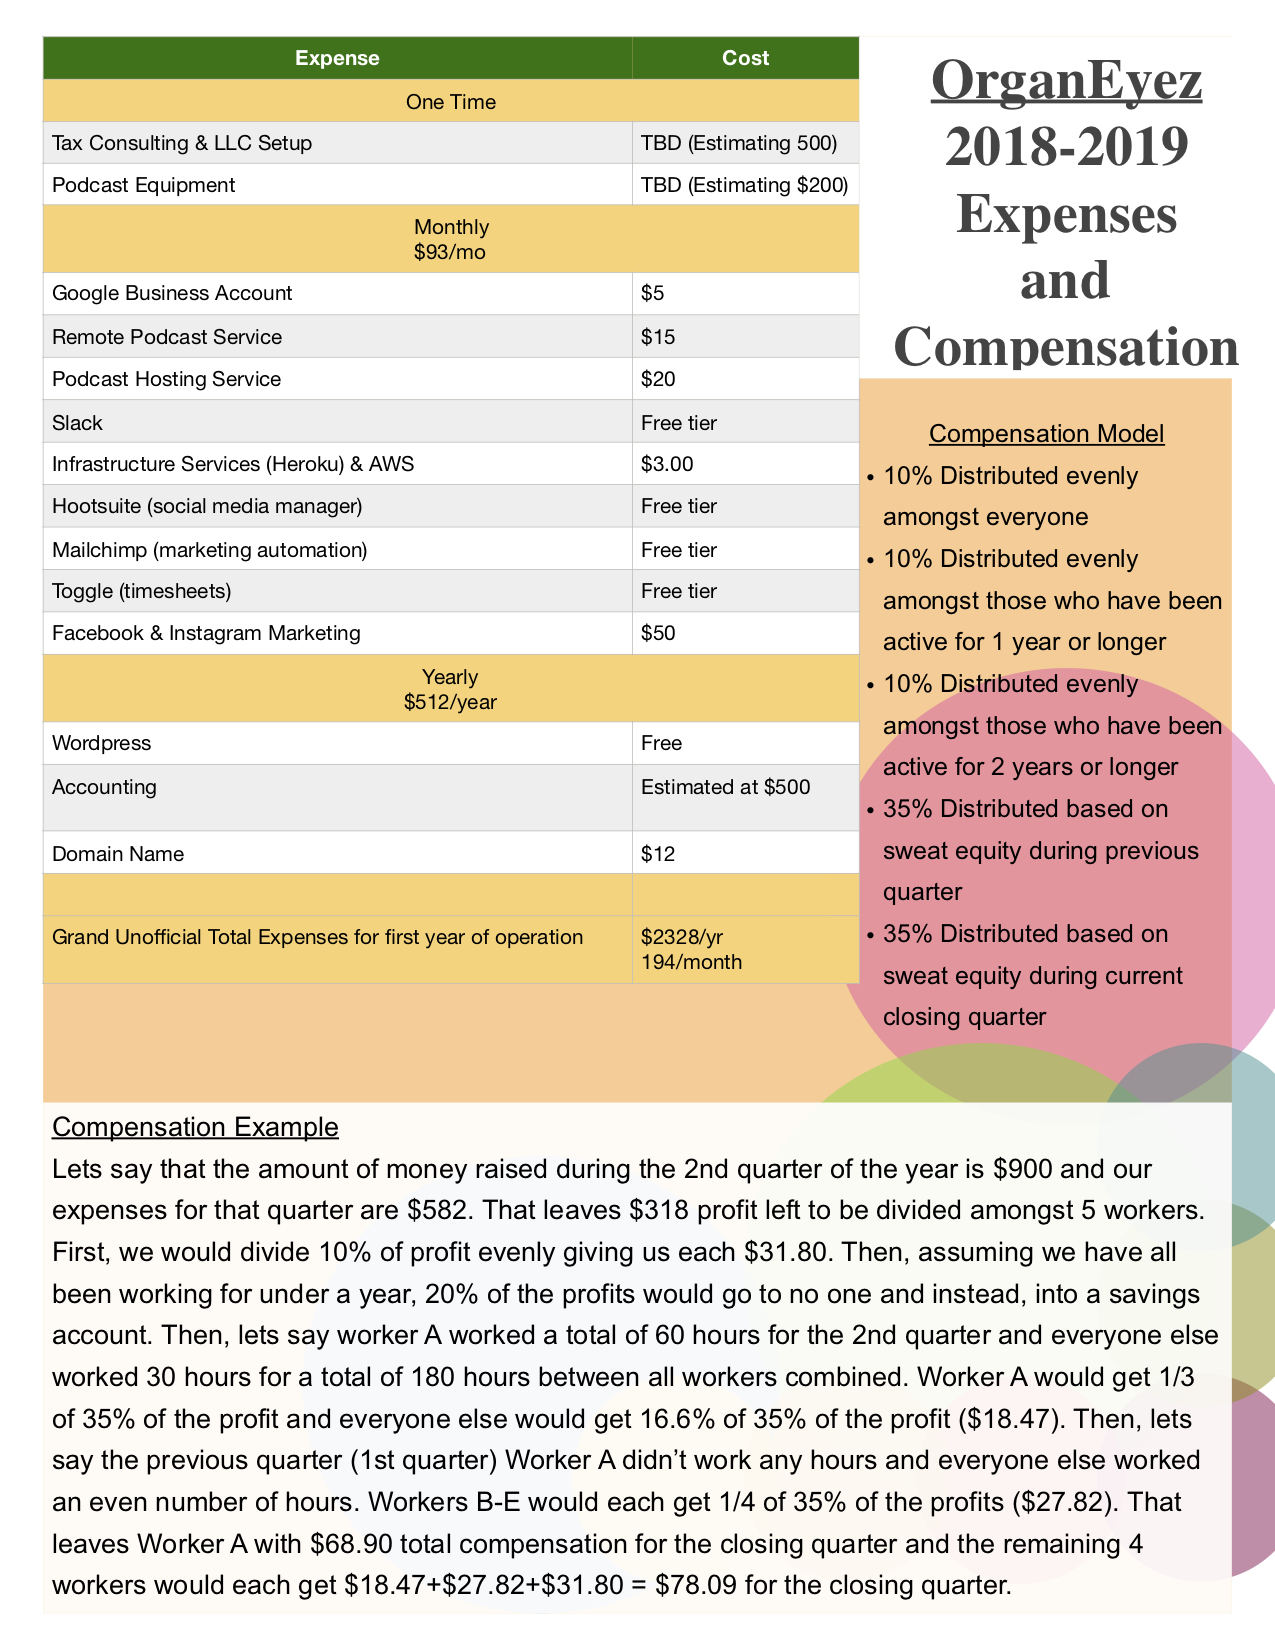 Expense Cost
One Time
Tax Consulting & LLC Setup TBD (Estimating 500)
Podcast Equipment TBD (Estimating $200)
Monthly
$93/mo
Google Business Account $5
Remote Podcast Service $15
Podcast Hosting Service $20
Slack Free tier
Infrastructure Services (Heroku) & AWS $3.00
Hootsuite (social media manager) Free tier
Mailchimp (marketing automation) Free tier
Toggle (timesheets) Free tier
Facebook & Instagram Marketing $50
Yearly
$512/year
Wordpress Free
Accounting Estimated at $500
Domain Name $12
Grand Unofficial Total Expenses for first year of operation $2328/yr
194/month
OrganEyez
2018-2019
Expenses
and
Compensation
Compensation Model
• 10% Distributed evenly
amongst everyone
• 10% Distributed evenly
amongst those who have been
active for 1 year or longer
• 10% Distributed evenly
amongst those who have been
active for 2 years or longer
• 35% Distributed based on
sweat equity during previous
quarter
• 35% Distributed based on
sweat equity during current
closing quarter
Compensation Example
Lets say that the amount of money raised during the 2nd quarter of the year is $900 and our
expenses for that quarter are $582. That leaves $318 profit left to be divided amongst 5 workers.
First, we would divide 10% of profit evenly giving us each $31.80. Then, assuming we have all
been working for under a year, 20% of the profits would go to no one and instead, into a savings
account. Then, lets say worker A worked a total of 60 hours for the 2nd quarter and everyone else
worked 30 hours for a total of 180 hours between all workers combined. Worker A would get 1/3
of 35% of the profit and everyone else would get 16.6% of 35% of the profit ($18.47). Then, lets
say the previous quarter (1st quarter) Worker A didn’t work any hours and everyone else worked
an even number of hours. Workers B-E would each get 1/4 of 35% of the profits ($27.82). That
leaves Worker A with $68.90 total compensation for the closing quarter and the remaining 4
workers would each get $18.47+$27.82+$31.80 = $78.09 for the closing quarter.